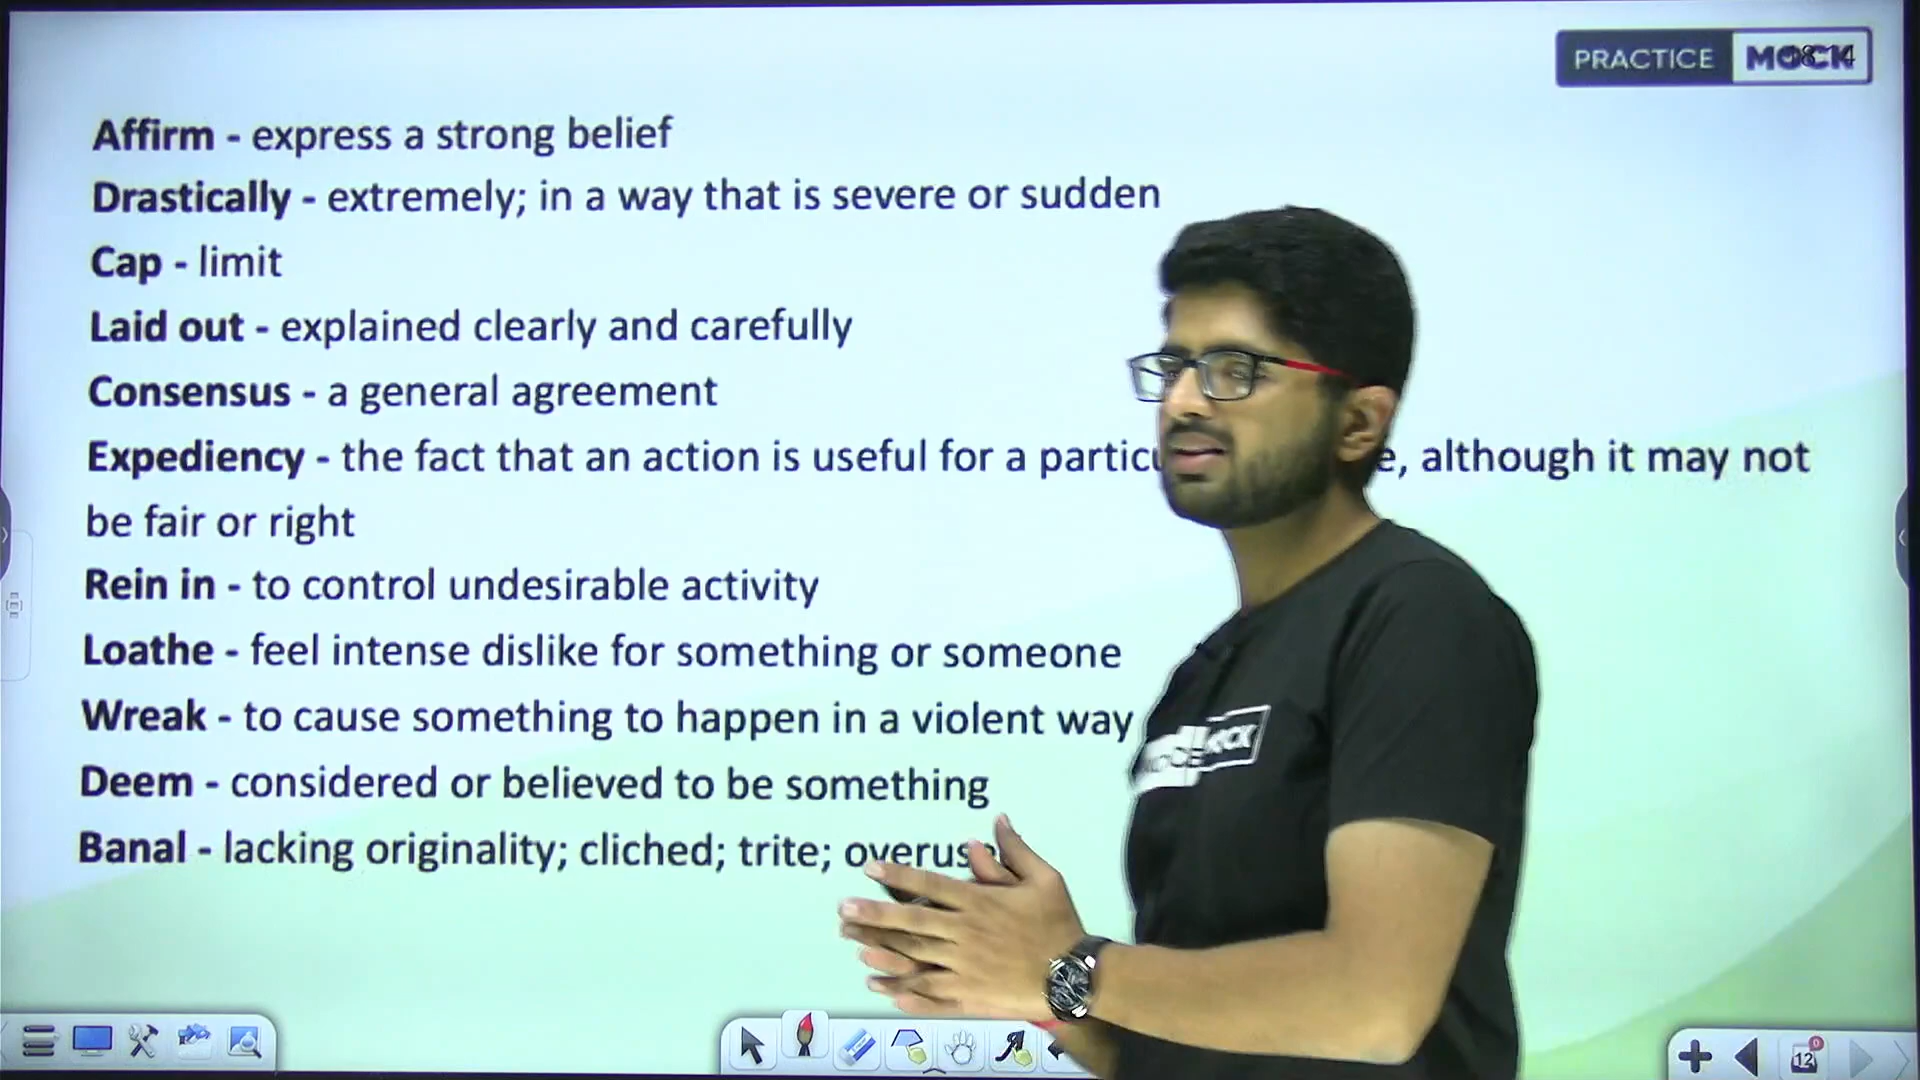 PRACTICE MOCK
Affirm - express a strong belief
Drastically - extremely; in a way that is severe or sudden
Cap - limit
Laid out - explained clearly and carefully
Consensus - a general agreement
Expediency - the fact that an action is useful for a , although it may not
be fair or right
Rein in - to control undesirable activity
Loathe - feel intense dislike for something or someone
Wreak - to cause something to happen in a violent way
Deem - considered or believed to be something
Banal - lacking originality; cliched; trite;
12